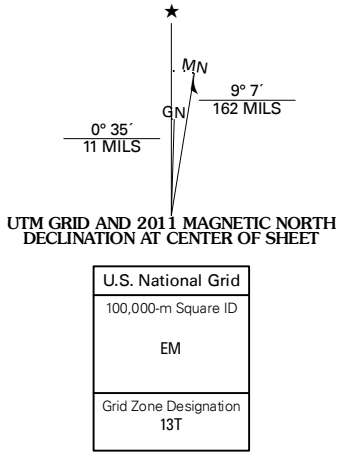 ★
MN
GN
9° 7´
162 MILS
0° 35´
11 MILS
UTM GRID AND 2011 MAGNETIC NORTH
DECLINATION AT CENTER OF SHEET
U.S. National Grid
100,000-m Square ID
EM
Grid Zone Designation
13T